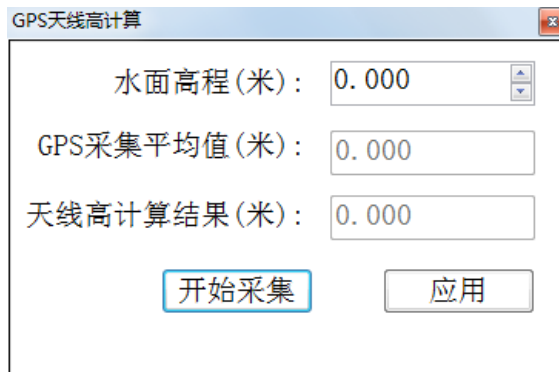 GPS天线高计算
水面高程(米): 0.000
GPS采集平均值(米): 0.000
天线高计算结果(米): 0.000
开始采集 应用